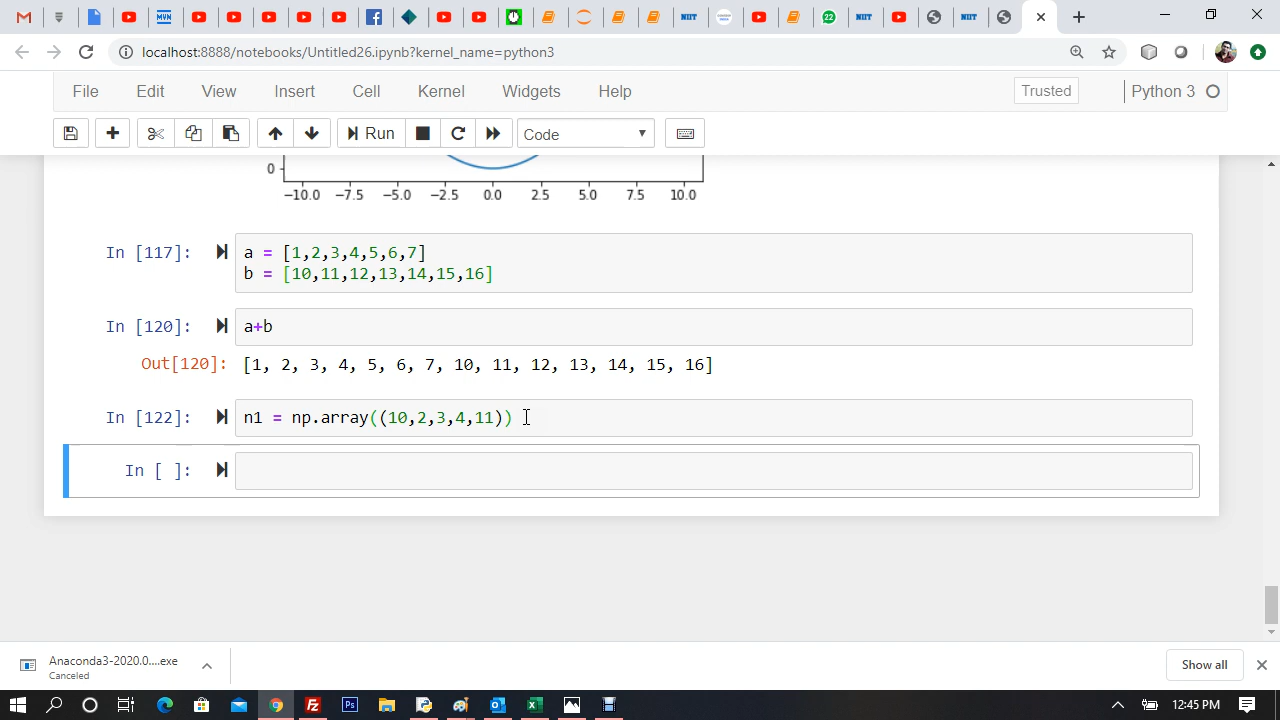 localhost:8888/notebooks/Untitled26.ipynb?kernel_name=python3
File Edit View Insert Cell Kernel Widgets Help Trusted Python 3
Run Code
0
−10.0 −7.5 −5.0 −2.5 0.0 2.5 5.0 7.5 10.0
In [117]: a = [1,2,3,4,5,6,7]
b = [10,11,12,13,14,15,16]
In [120]: a+b
Out[120]: [1, 2, 3, 4, 5, 6, 7, 10, 11, 12, 13, 14, 15, 16]
In [122]: n1 = np.array((10,2,3,4,11))
In [ ]:
Anaconda3-2020.0....exe
Canceled
Show all
12:45 PM